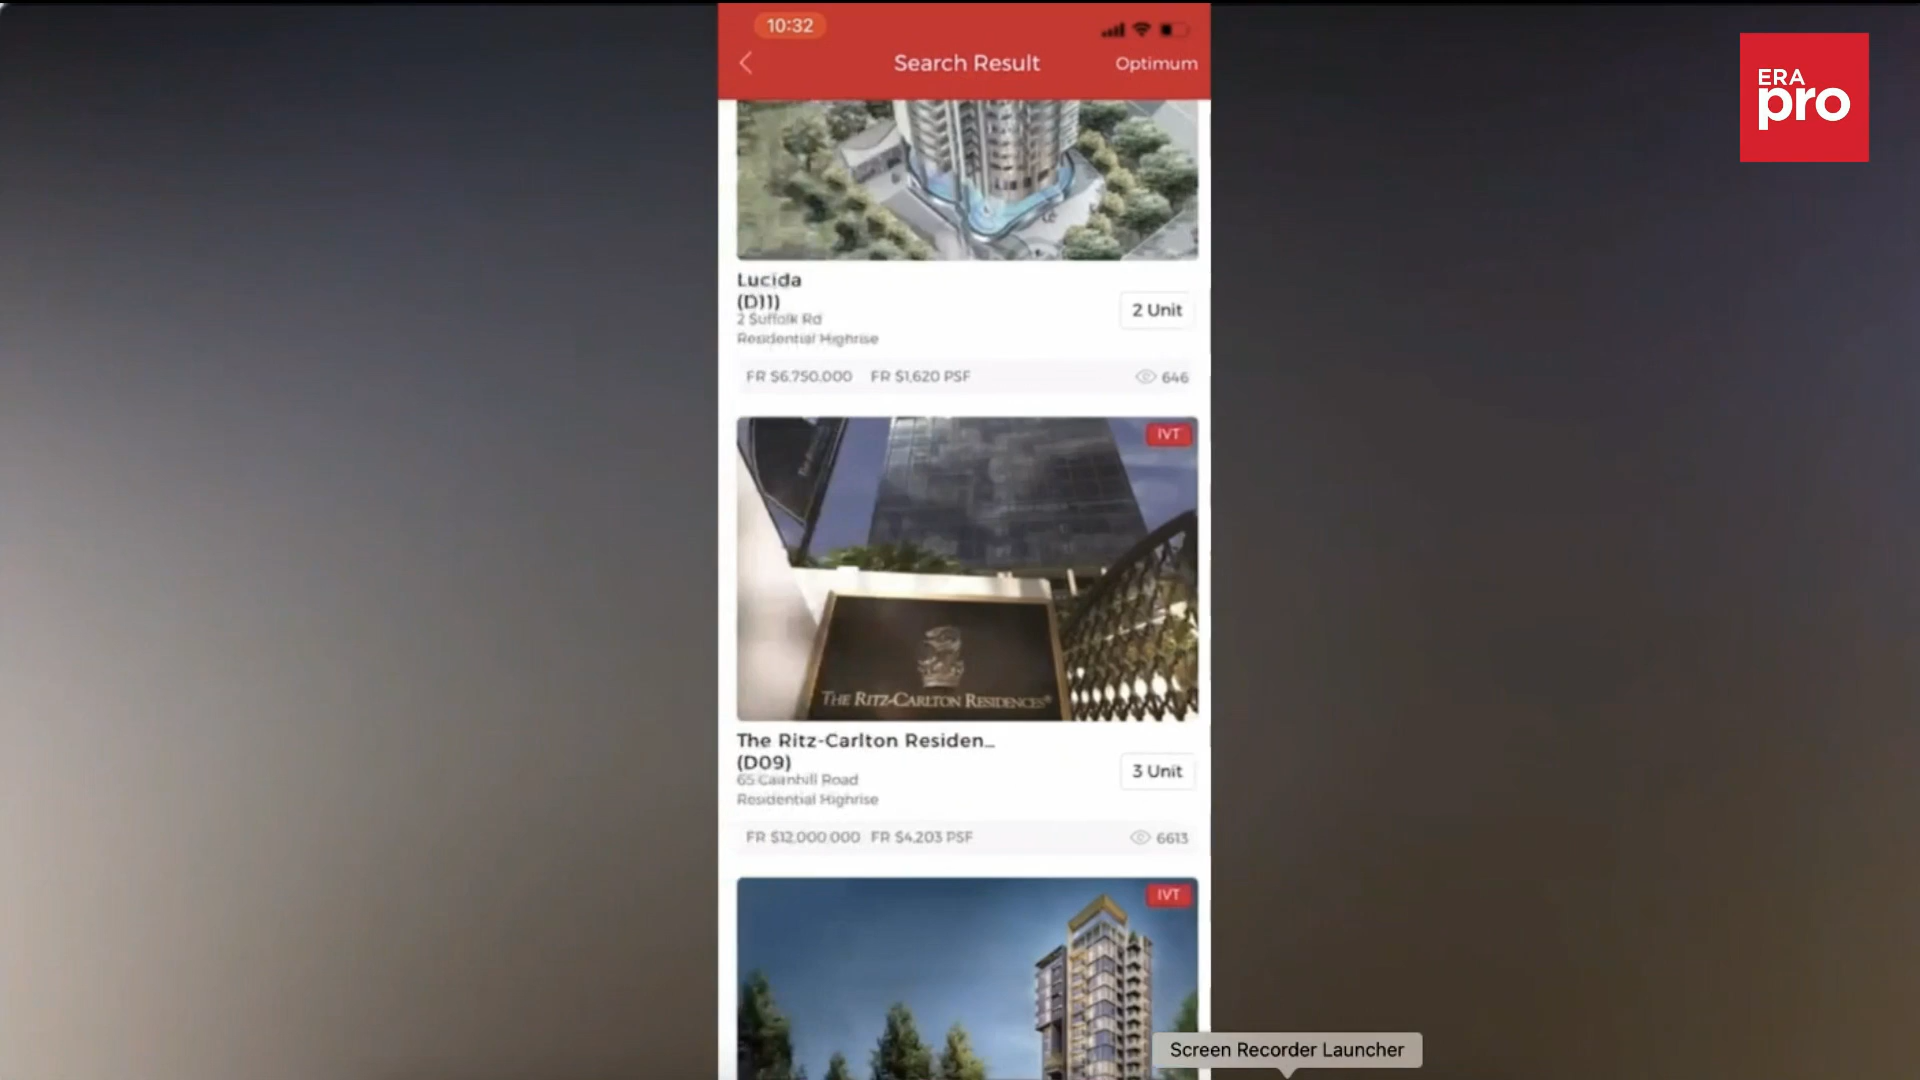 10:32
Search Result
Optimum
ERA
pro
Lucida
(D11)
2 Suffolk Rd
Residential Highrise
2 Unit
FR $6,750,000 FR $1,620 PSF
646
IVT
THE RITZ-CARLTON RESIDENCES®
The Ritz-Carlton Residen...
(D09)
65 Cairnhill Road
Residential Highrise
3 Unit
FR $12,000,000 FR $4,203 PSF
6613
IVT
Screen Recorder Launcher